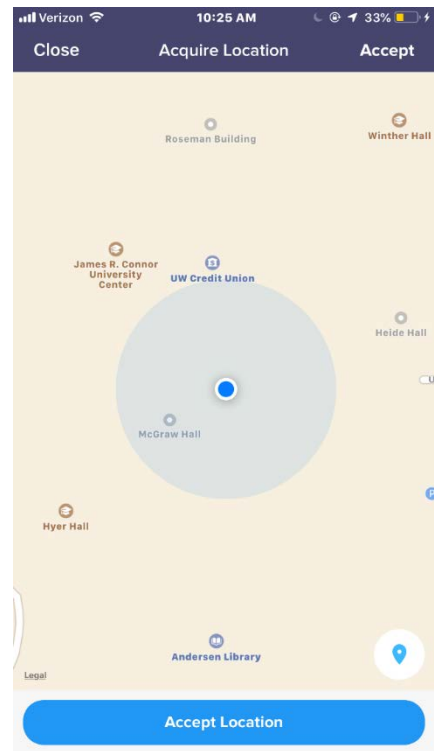 Verizon 10:25 AM 33%
Close Acquire Location Accept
Roseman Building
Winther Hall
James R. Connor
University
Center
UW Credit Union
Heide Hall
U
McGraw Hall
P
Hyer Hall
Andersen Library
Legal
Accept Location